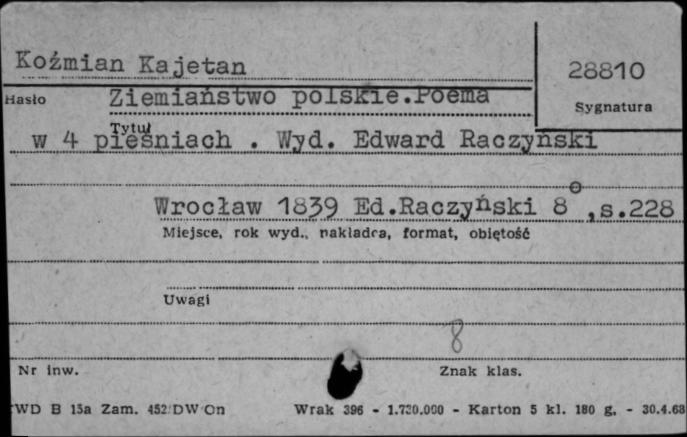 Koźmian Kajetan
28810
Hasło
Ziemiaństwo polskie.Poema
Sygnatura
Tytuł
w 4 pieśniach . Wyd. Edward Raczyński
Wrocław 1839 Ed.Raczyński 8° ,s.228
Miejsce, rok wyd., nakładca, format, objętość
Uwagi
8
Nr inw.
Znak klas.
WD B 15a Zam. 452/DW/On Wrak 396 - 1.720.000 - Karton 5 kl. 180 g. - 30.4.68